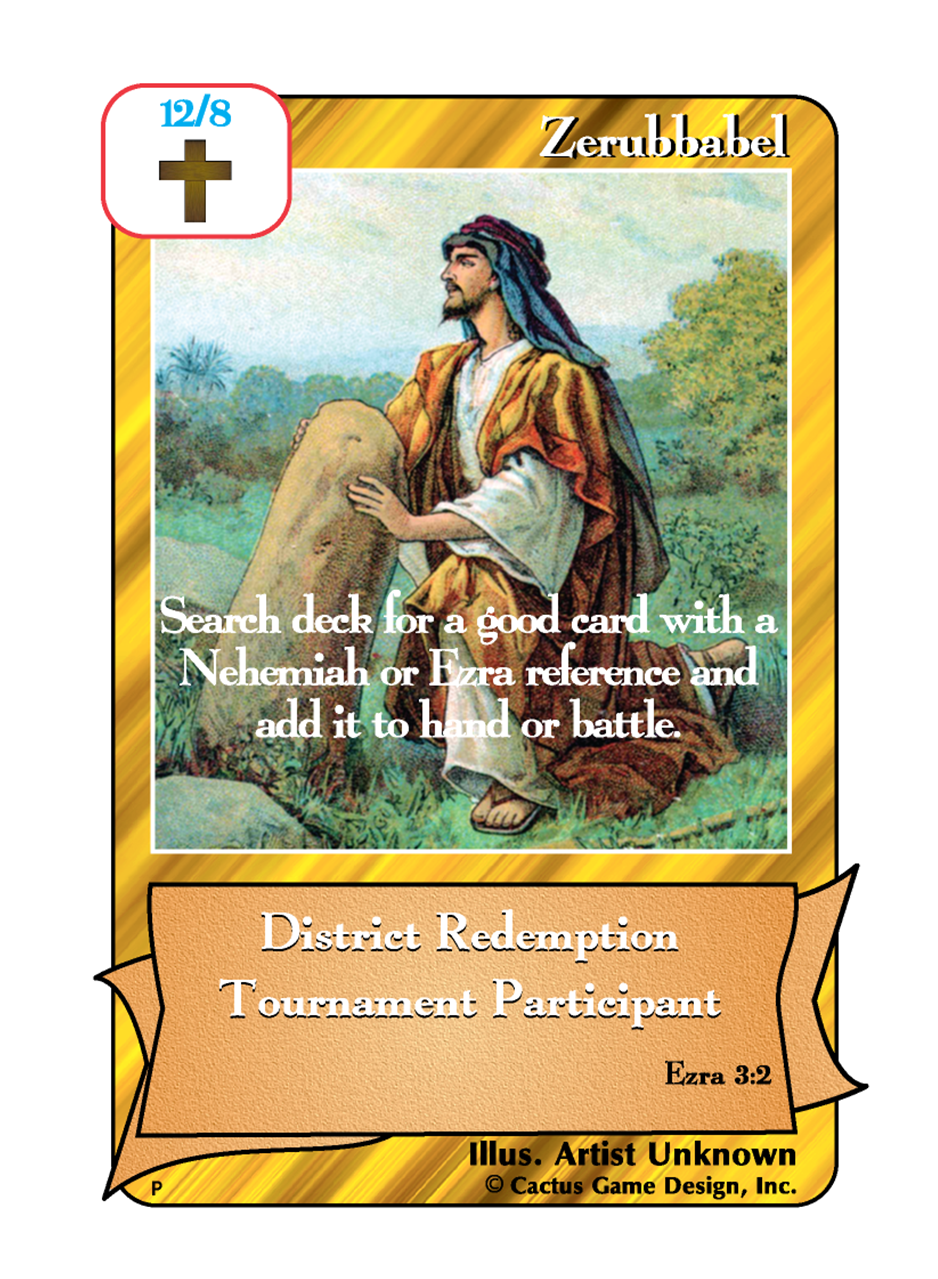 12/8
Zerubbabel
Search deck for a good card with a
Nehemiah or Ezra reference and
add it to hand or battle.
District Redemption
Tournament Participant
Ezra 3:2
Illus. Artist Unknown
P
© Cactus Game Design, Inc.